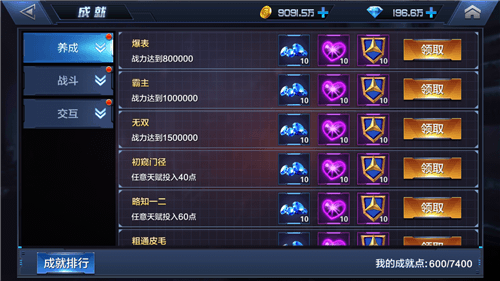 成就
9091.5万
196.6万
养成
战斗
交互
爆表
战力达到800000
10
10
10
领取
霸主
战力达到1000000
10
10
10
领取
无双
战力达到1500000
10
10
10
领取
初窥门径
任意天赋投入40点
10
10
10
领取
略知一二
任意天赋投入60点
10
10
10
领取
粗通皮毛
成就排行
我的成就点:600/7400